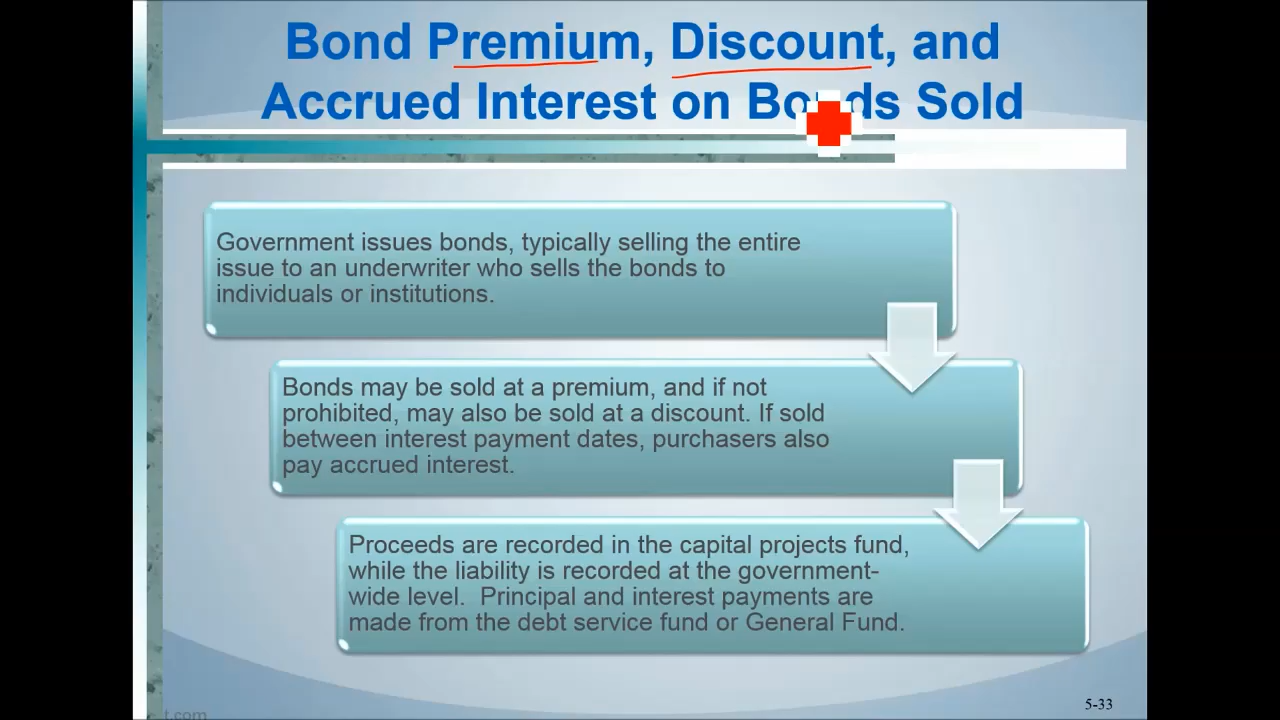 Bond Premium, Discount, and
Accrued Interest on Bonds Sold
Government issues bonds, typically selling the entire
issue to an underwriter who sells the bonds to
individuals or institutions.
Bonds may be sold at a premium, and if not
prohibited, may also be sold at a discount. If sold
between interest payment dates, purchasers also
pay accrued interest.
Proceeds are recorded in the capital projects fund,
while the liability is recorded at the government-
wide level.  Principal and interest payments are
made from the debt service fund or General Fund.
5-33
t.com